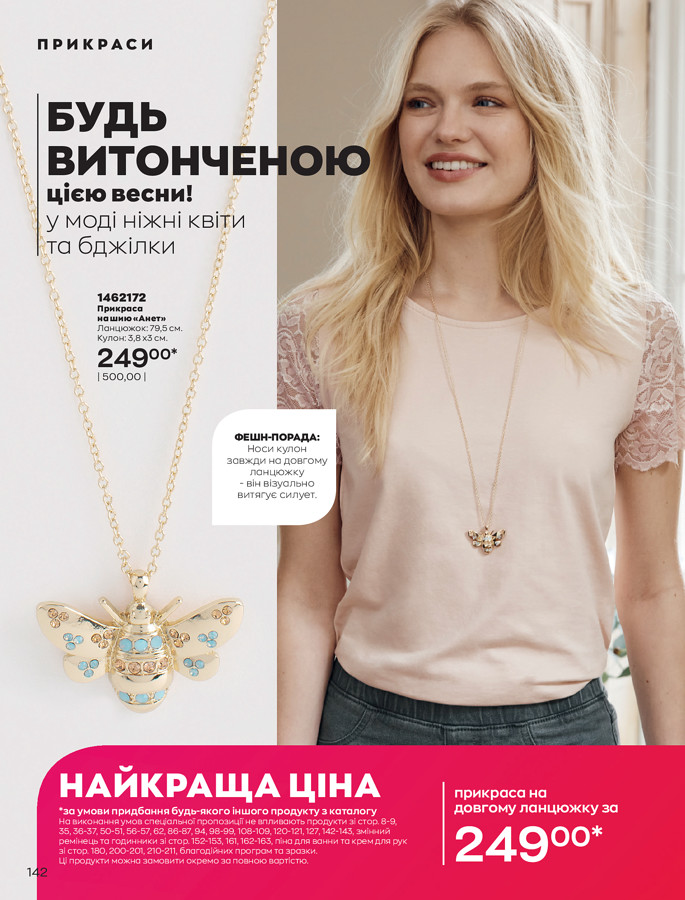 ПРИКРАСИ
БУДЬ
ВИТОНЧЕНОЮ
цією весни!
у моді ніжні квіти
та бджілки
1462172
Прикраса
на шию «Анет»
Ланцюжок: 79,5 см.
Кулон: 3,8 x3 см.
249⁰⁰*
| 500,00 |
ФЕШН-ПОРАДА:
Носи кулон
завжди на довгому
ланцюжку
- він візуально
витягує силует.
НАЙКРАЩА ЦІНА
*за умови придбання будь-якого іншого продукту з каталогу
На виконання умов спеціальної пропозиції не впливають продукти зі стор. 8-9,
35, 36-37, 50-51, 56-57, 62, 86-87, 94, 98-99, 108-109, 120-121, 127, 142-143, змінний
ремінець та годинники зі стор. 152-153, 161, 162-163, піна для ванни та крем для рук
зі стор. 180, 200-201, 210-211, благодійних програм та зразки.
Ці продукти можна замовити окремо за повною вартістю.
прикраса на
довгому ланцюжку за
249⁰⁰*
142